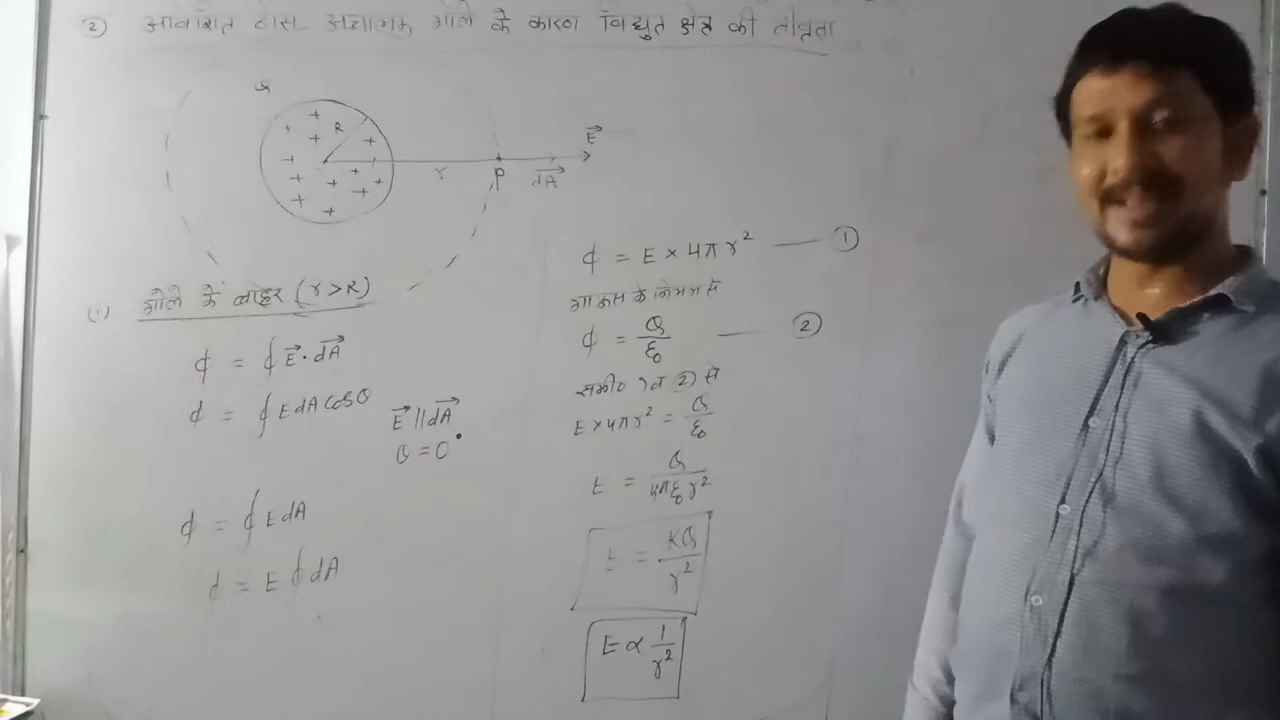 ② आवेशित ठोस अचालक गोले के कारण विद्युत क्षेत्र की तीव्रता
Q
R
r
P
dA→
E→
(i) गोले के बाहर (r>R)
ϕ = ∮ E→ · dA→
ϕ = ∮ E dA cosθ
E→ || dA→
θ = 0°
ϕ = ∮ E dA
ϕ = E ∮ dA
ϕ = E × 4πr² — ①
गाउस के नियम से
ϕ = Q/ε₀ — ②
समी० 1 व 2) से
E × 4πr² = Q/ε₀
E = Q/4πε₀r²
E = KQ/r²
E ∝ 1/r²